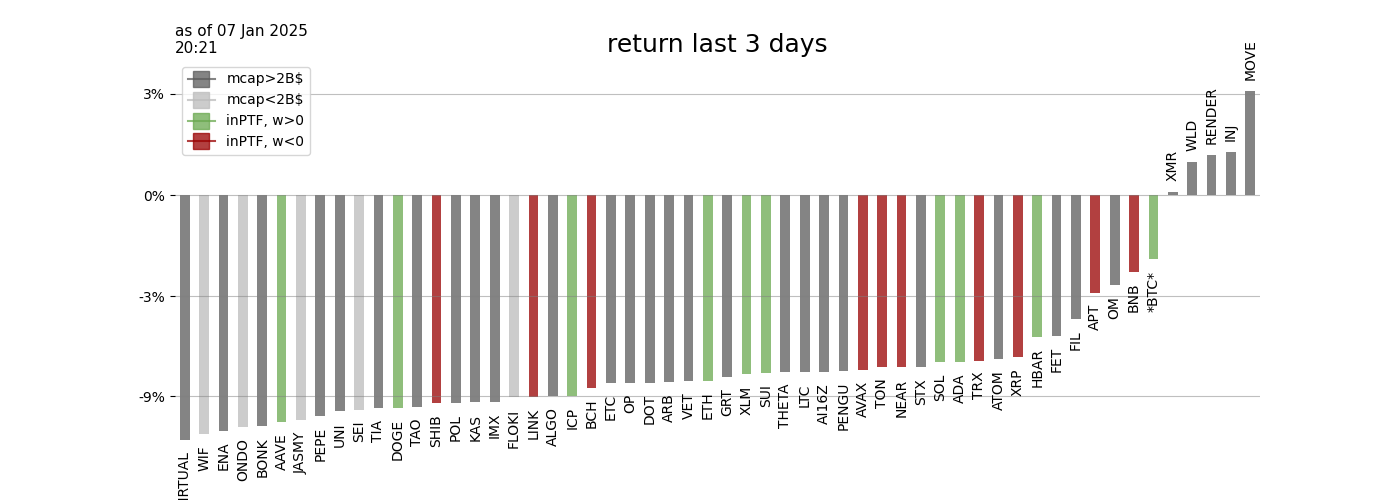 as of 07 Jan 2025
20:21
return last 3 days
mcap>2B$
mcap<2B$
inPTF, w>0
inPTF, w<0
3%
0%
-3%
-9%
IRTUAL
WIF
ENA
ONDO
BONK
AAVE
JASMY
PEPE
UNI
SEI
TIA
DOGE
TAO
SHIB
POL
KAS
IMX
FLOKI
LINK
ALGO
ICP
BCH
ETC
OP
DOT
ARB
VET
ETH
GRT
XLM
SUI
THETA
LTC
AI16Z
PENGU
AVAX
TON
NEAR
STX
SOL
ADA
TRX
ATOM
XRP
HBAR
FET
FIL
APT
OM
BNB
*BTC*
XMR
WLD
RENDER
INJ
MOVE